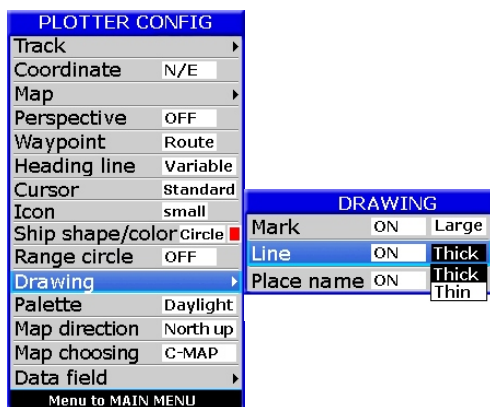 PLOTTER CONFIG
Track
Coordinate N/E
Map
Perspective OFF
Waypoint Route
Heading line Variable
Cursor Standard
Icon small
Ship shape/color Circle
Range circle OFF
Drawing
Palette Daylight
Map direction North up
Map choosing C-MAP
Data field
Menu to MAIN MENU
DRAWING
Mark ON Large
Line ON Thick
Thick
Place name ON
Thin